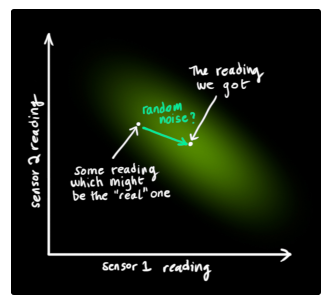 The reading
we got
random
noise?
Some reading
which might
be the "real" one
sensor 2 reading
sensor 1 reading